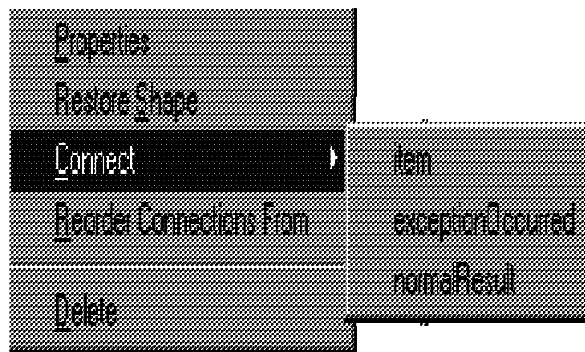 Properties
Restore Shape
Connect
Reorder Connections From
Delete
item
exceptionOccurred
normalResult